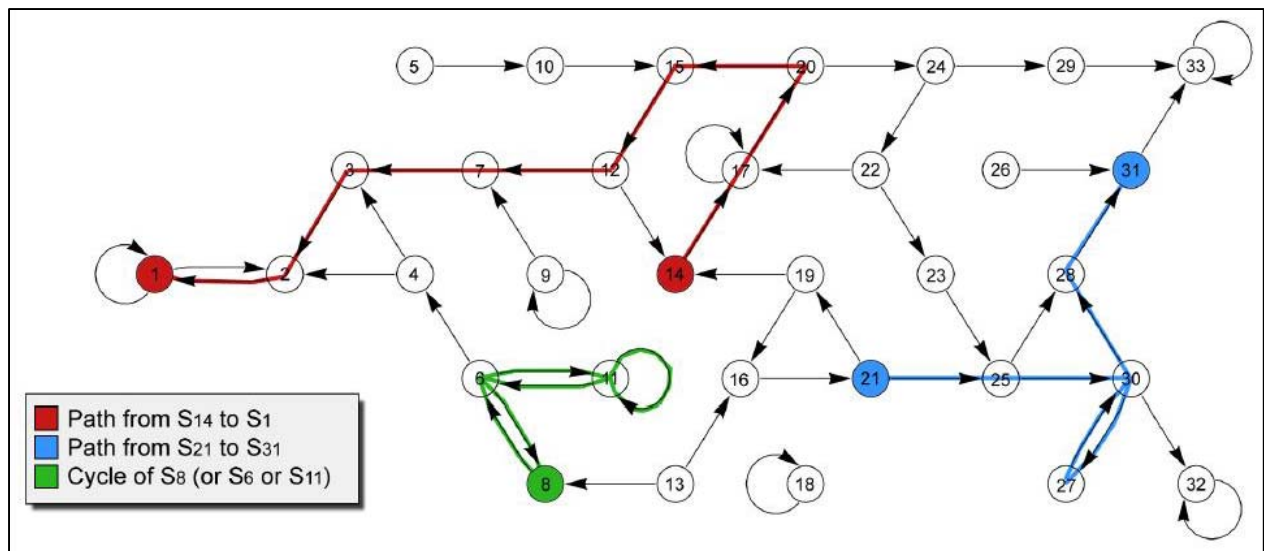 5 10 15 20 24 29 33
3 7 12 17 22 26 31
1 2 4 9 14 19 23 28
6 11 16 21 25 30
8 13 18 27 32
Path from S14 to S1
Path from S21 to S31
Cycle of S8 (or S6 or S11)